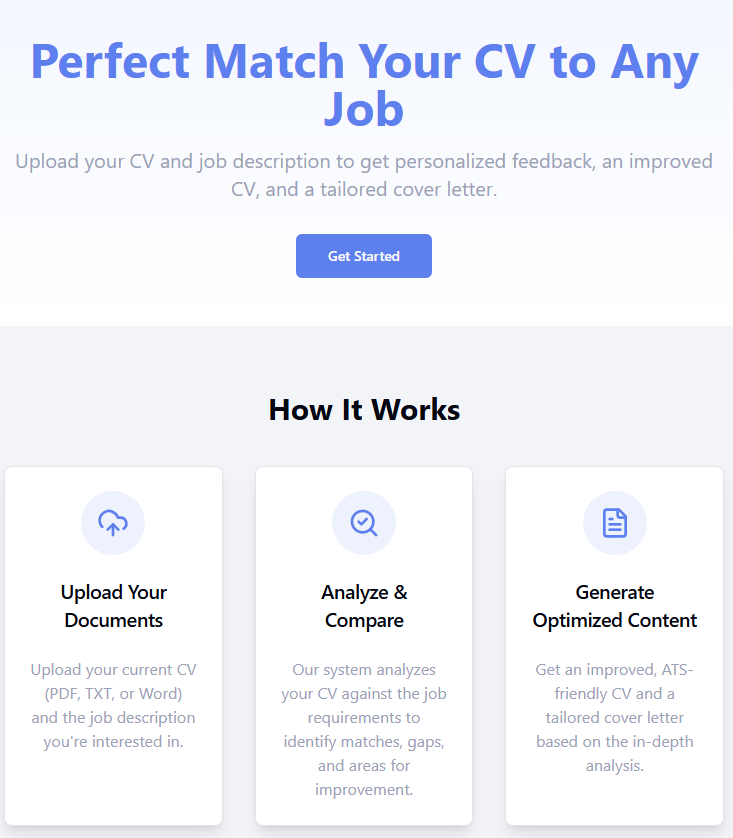 Perfect Match Your CV to Any
Job
Upload your CV and job description to get personalized feedback, an improved
CV, and a tailored cover letter.
Get Started
How It Works
Upload Your
Documents
Upload your current CV
(PDF, TXT, or Word)
and the job description
you're interested in.
Analyze &
Compare
Our system analyzes
your CV against the job
requirements to
identify matches, gaps,
and areas for
improvement.
Generate
Optimized Content
Get an improved, ATS-
friendly CV and a
tailored cover letter
based on the in-depth
analysis.